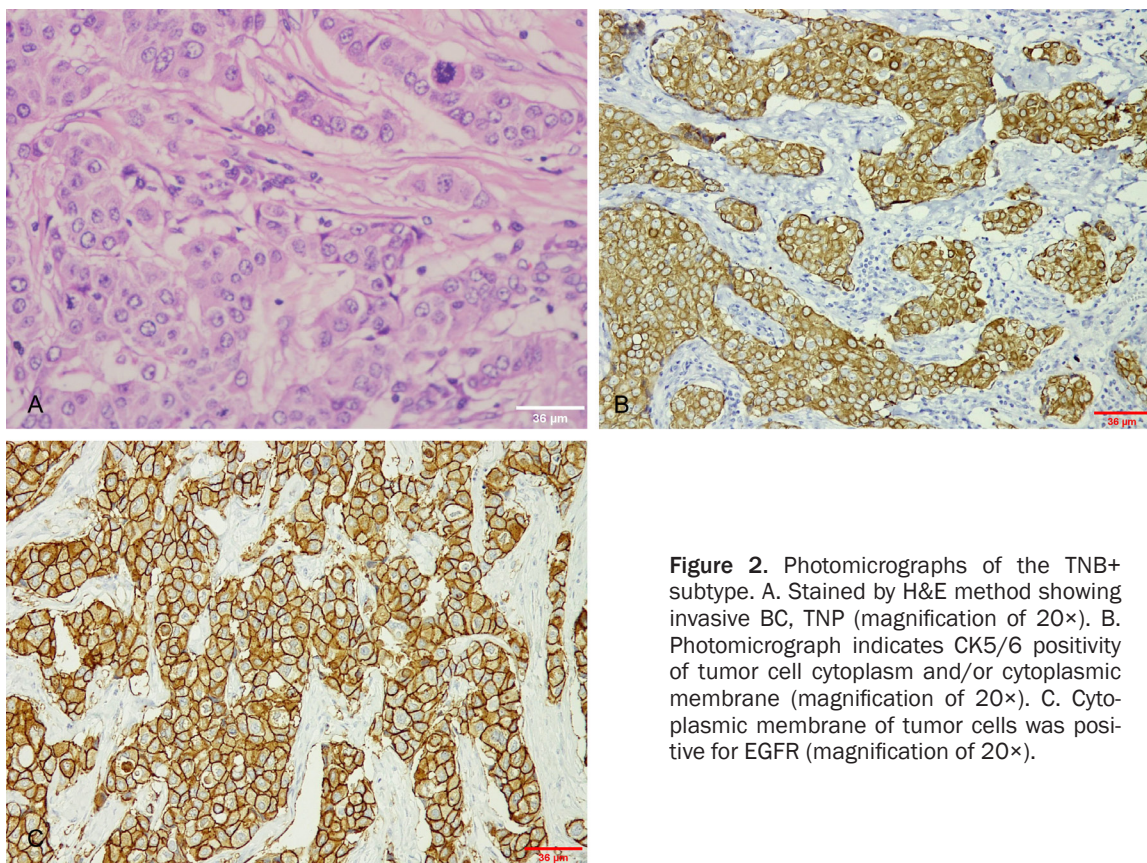 A
36 µm
B
36 µm
C
36 µm
Figure 2. Photomicrographs of the TNB+
subtype. A. Stained by H&E method showing
invasive BC, TNP (magnification of 20×). B.
Photomicrograph indicates CK5/6 positivity
of tumor cell cytoplasm and/or cytoplasmic
membrane (magnification of 20×). C. Cyto-
plasmic membrane of tumor cells was posi-
tive for EGFR (magnification of 20×).